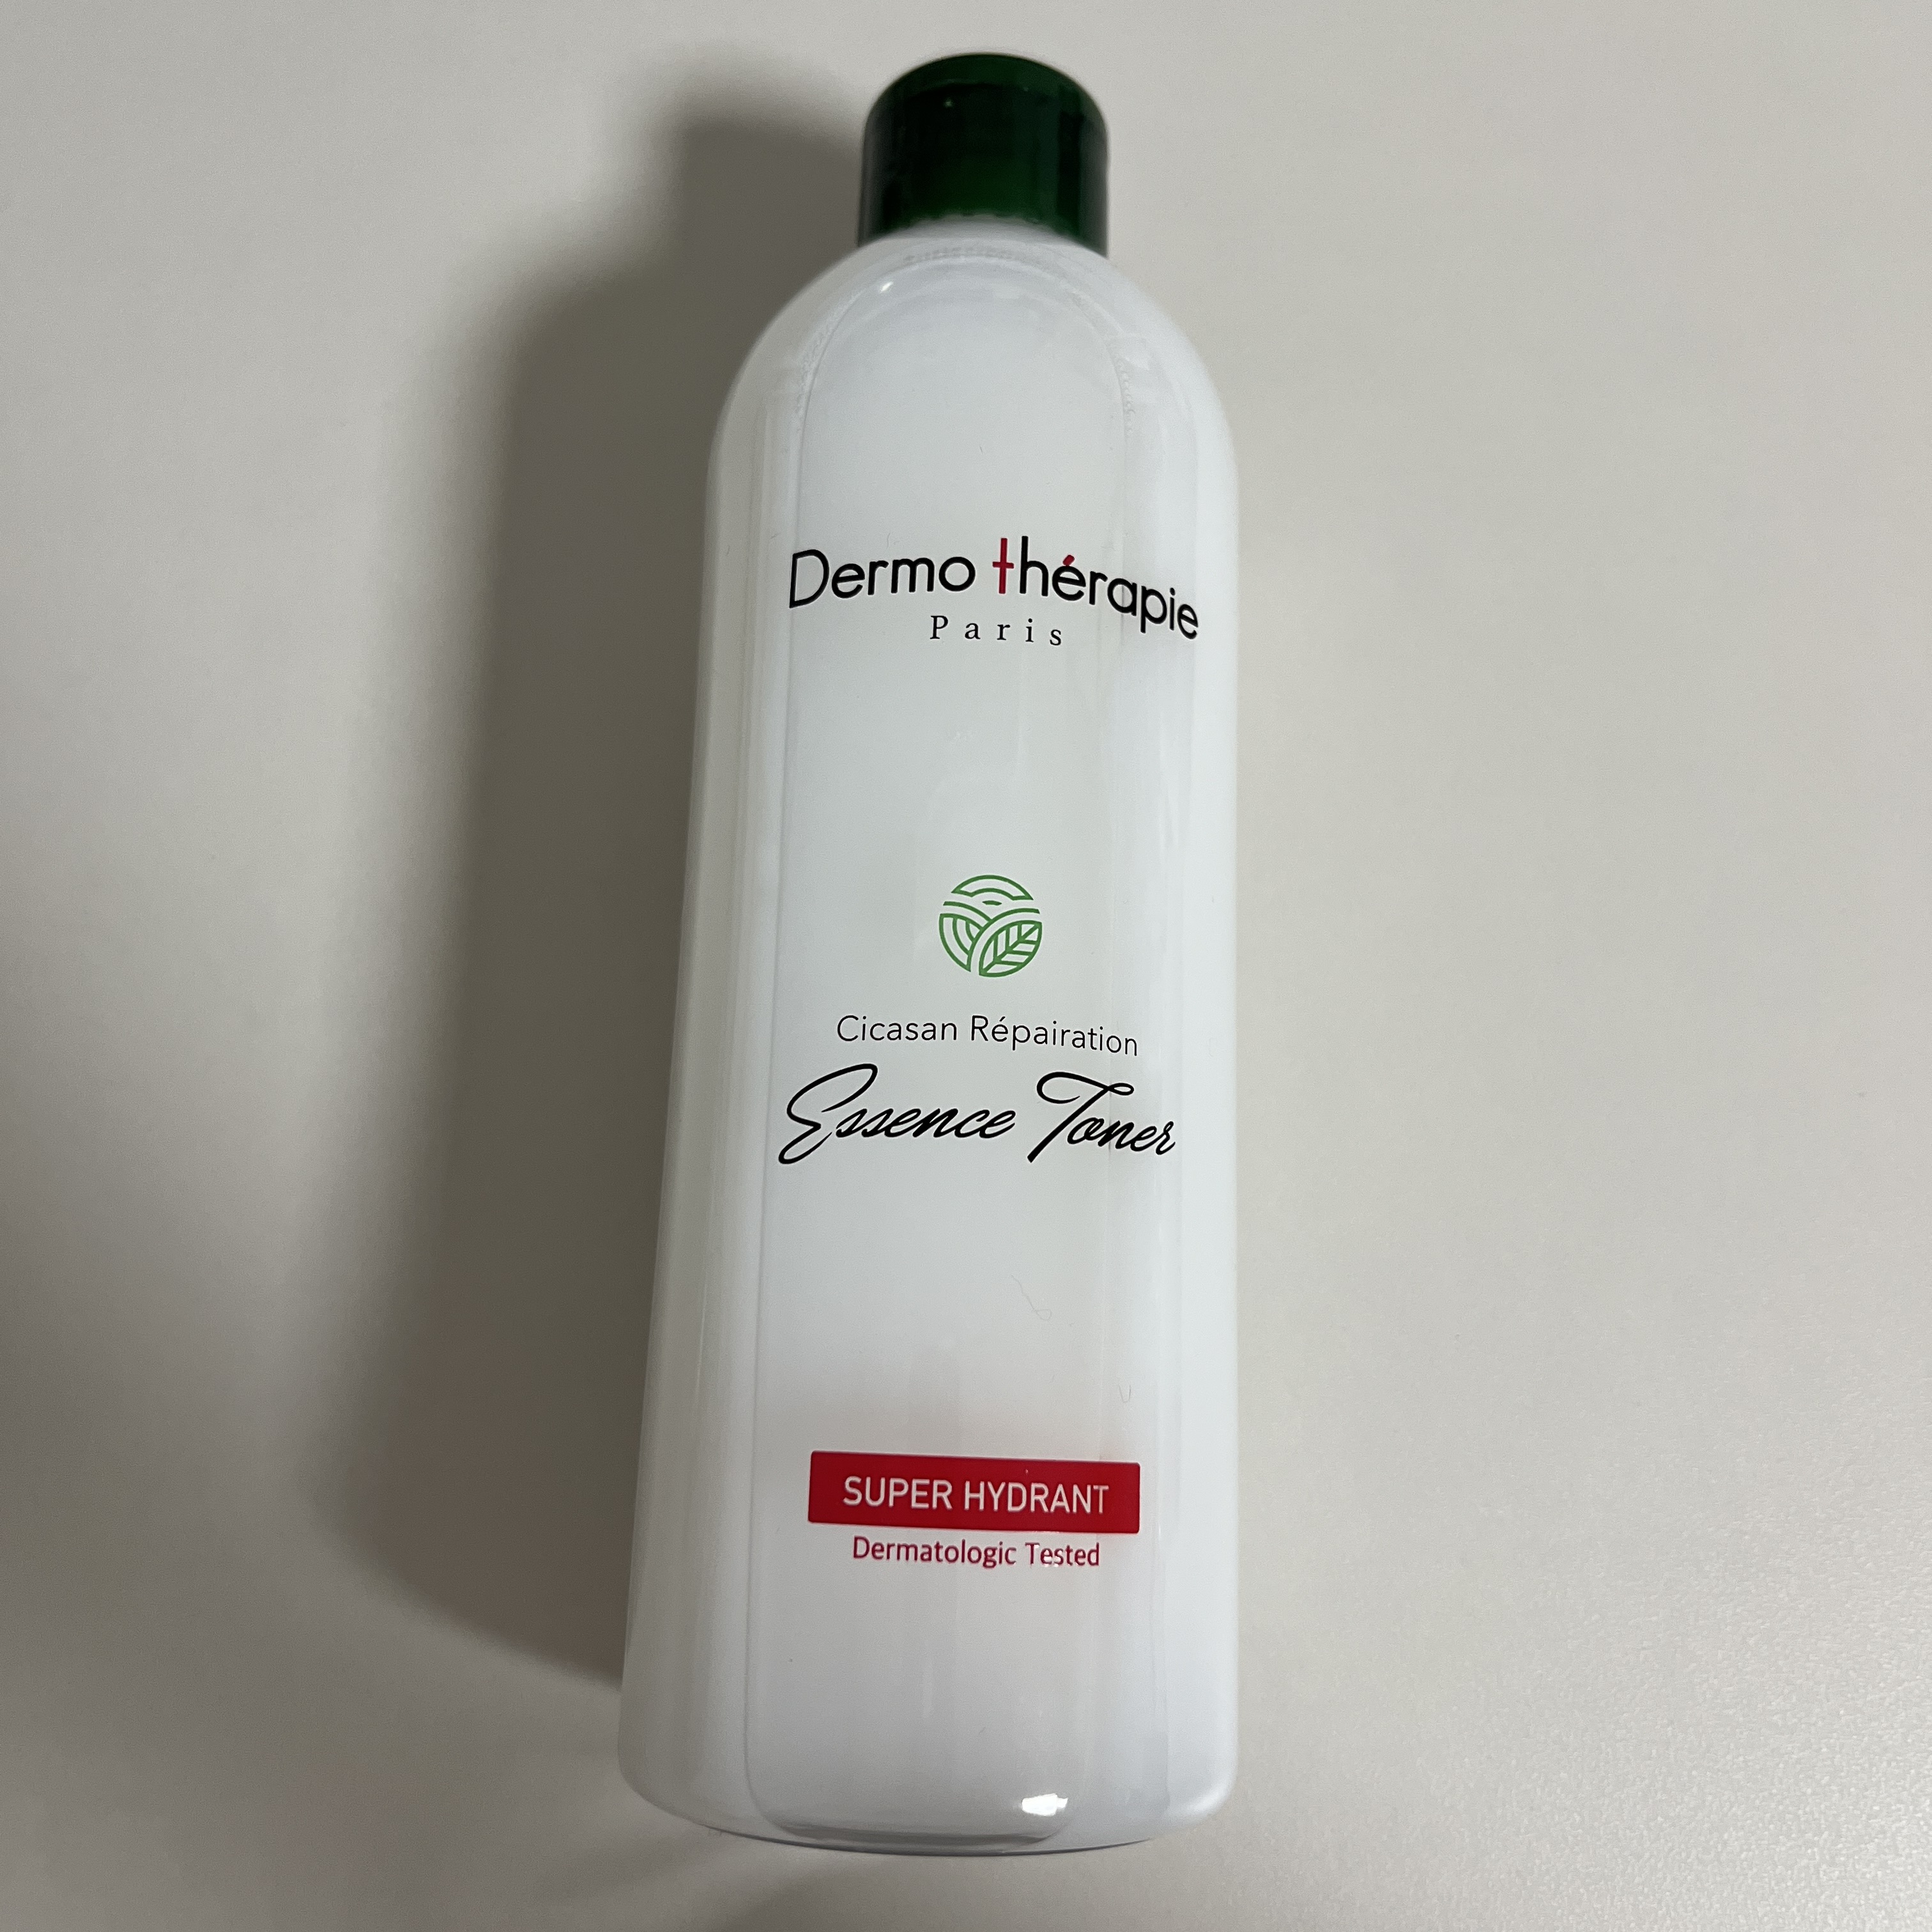 Dermo thérapie
Paris
Cicasan Répairation
Essence Toner
SUPER HYDRANT
Dermatologic Tested